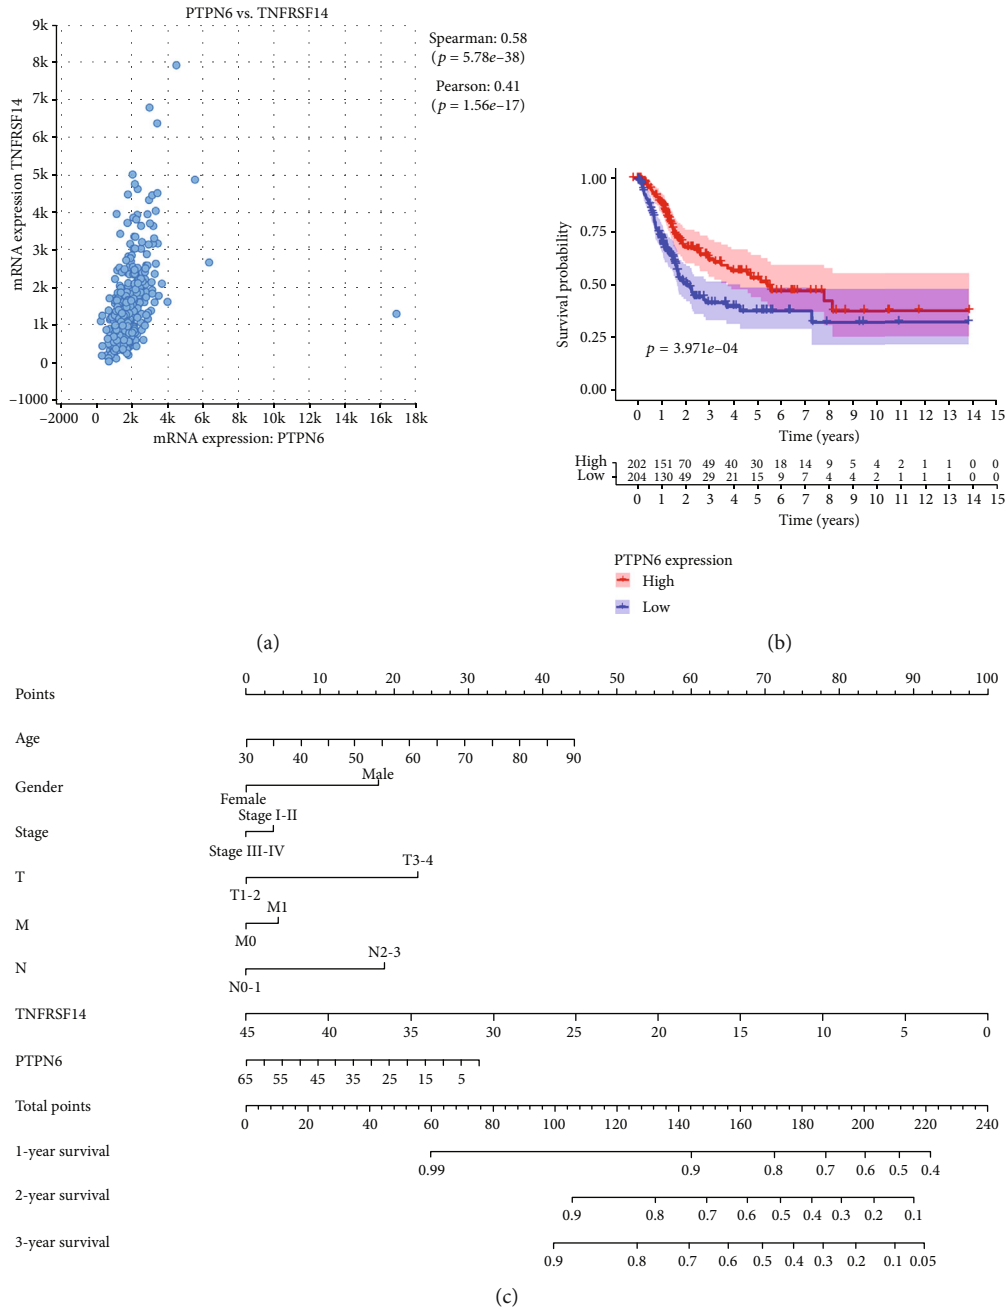 PTPN6 vs. TNFRSF14
Spearman: 0.58
(p = 5.78e–38)
Pearson: 0.41
(p = 1.56e–17)
mRNA expression TNFRSF14
9k
8k
7k
6k
5k
4k
3k
2k
1k
0
–1000
–2000 0 2k 4k 6k 8k 10k 12k 14k 16k 18k
mRNA expression: PTPN6
(a)
Survival probability
1.00
0.75
0.50
0.25
0.00
p = 3.971e–04
0 1 2 3 4 5 6 7 8 9 10 11 12 13 14 15
Time (years)
High 202 151 70 49 40 30 18 14 9 5 4 2 1 1 0 0
Low 204 130 49 29 21 15 9 7 4 4 2 1 1 1 0 0
0 1 2 3 4 5 6 7 8 9 10 11 12 13 14 15
Time (years)
PTPN6 expression
High
Low
(b)
Points 0 10 20 30 40 50 60 70 80 90 100
Age
30 40 50 60 70 80 90
Gender
Male
Female
Stage
Stage I-II
Stage III-IV
T
T3-4
T1-2
M
M1
M0
N
N2-3
N0-1
TNFRSF14
45 40 35 30 25 20 15 10 5 0
PTPN6
65 55 45 35 25 15 5
Total points
0 20 40 60 80 100 120 140 160 180 200 220 240
1-year survival
0.99 0.9 0.8 0.7 0.6 0.5 0.4
2-year survival
0.9 0.8 0.7 0.6 0.5 0.4 0.3 0.2 0.1
3-year survival
0.9 0.8 0.7 0.6 0.5 0.4 0.3 0.2 0.1 0.05
(c)